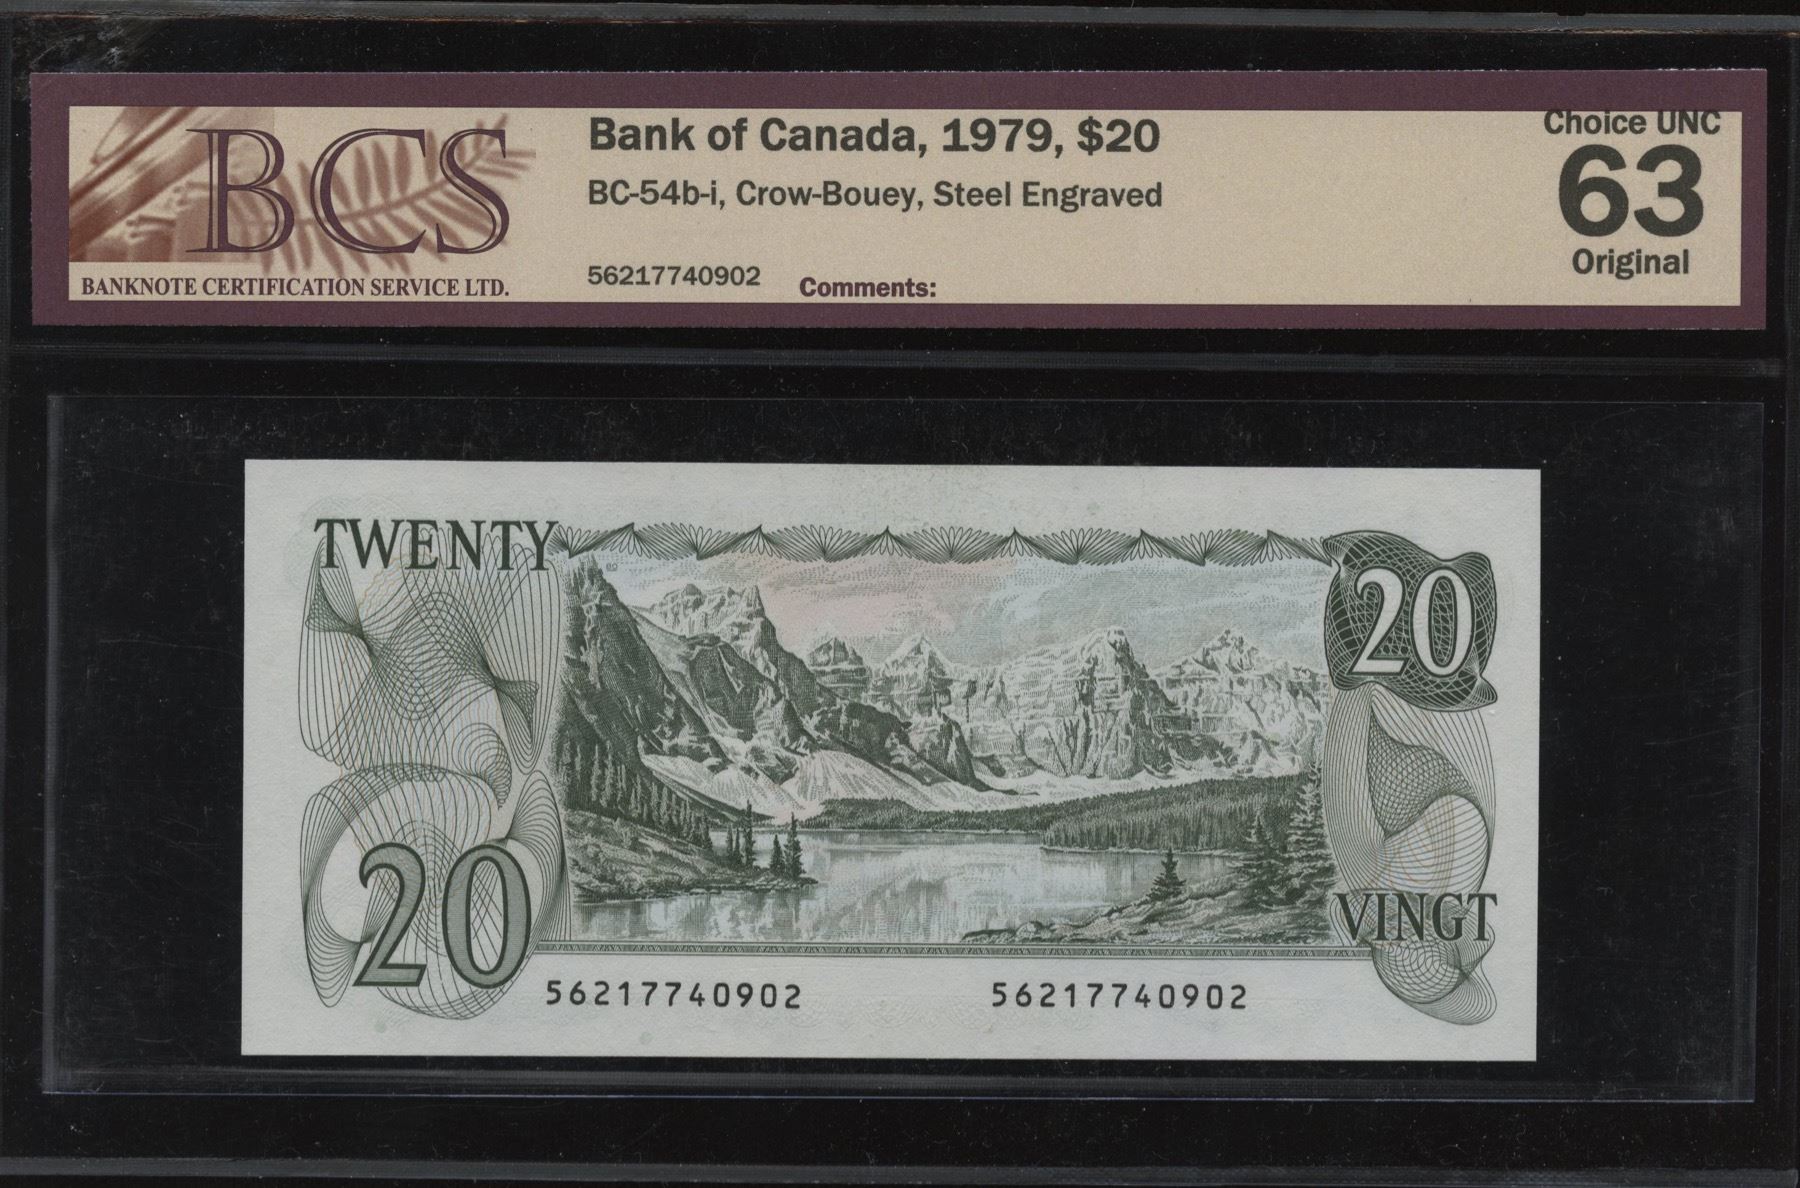 BCS
BANKNOTE CERTIFICATION SERVICE LTD.
Bank of Canada, 1979, $20
BC-54b-i, Crow-Bouey, Steel Engraved
56217740902
Comments:
Choice UNC
63
Original
TWENTY
20
20
VINGT
56217740902
56217740902